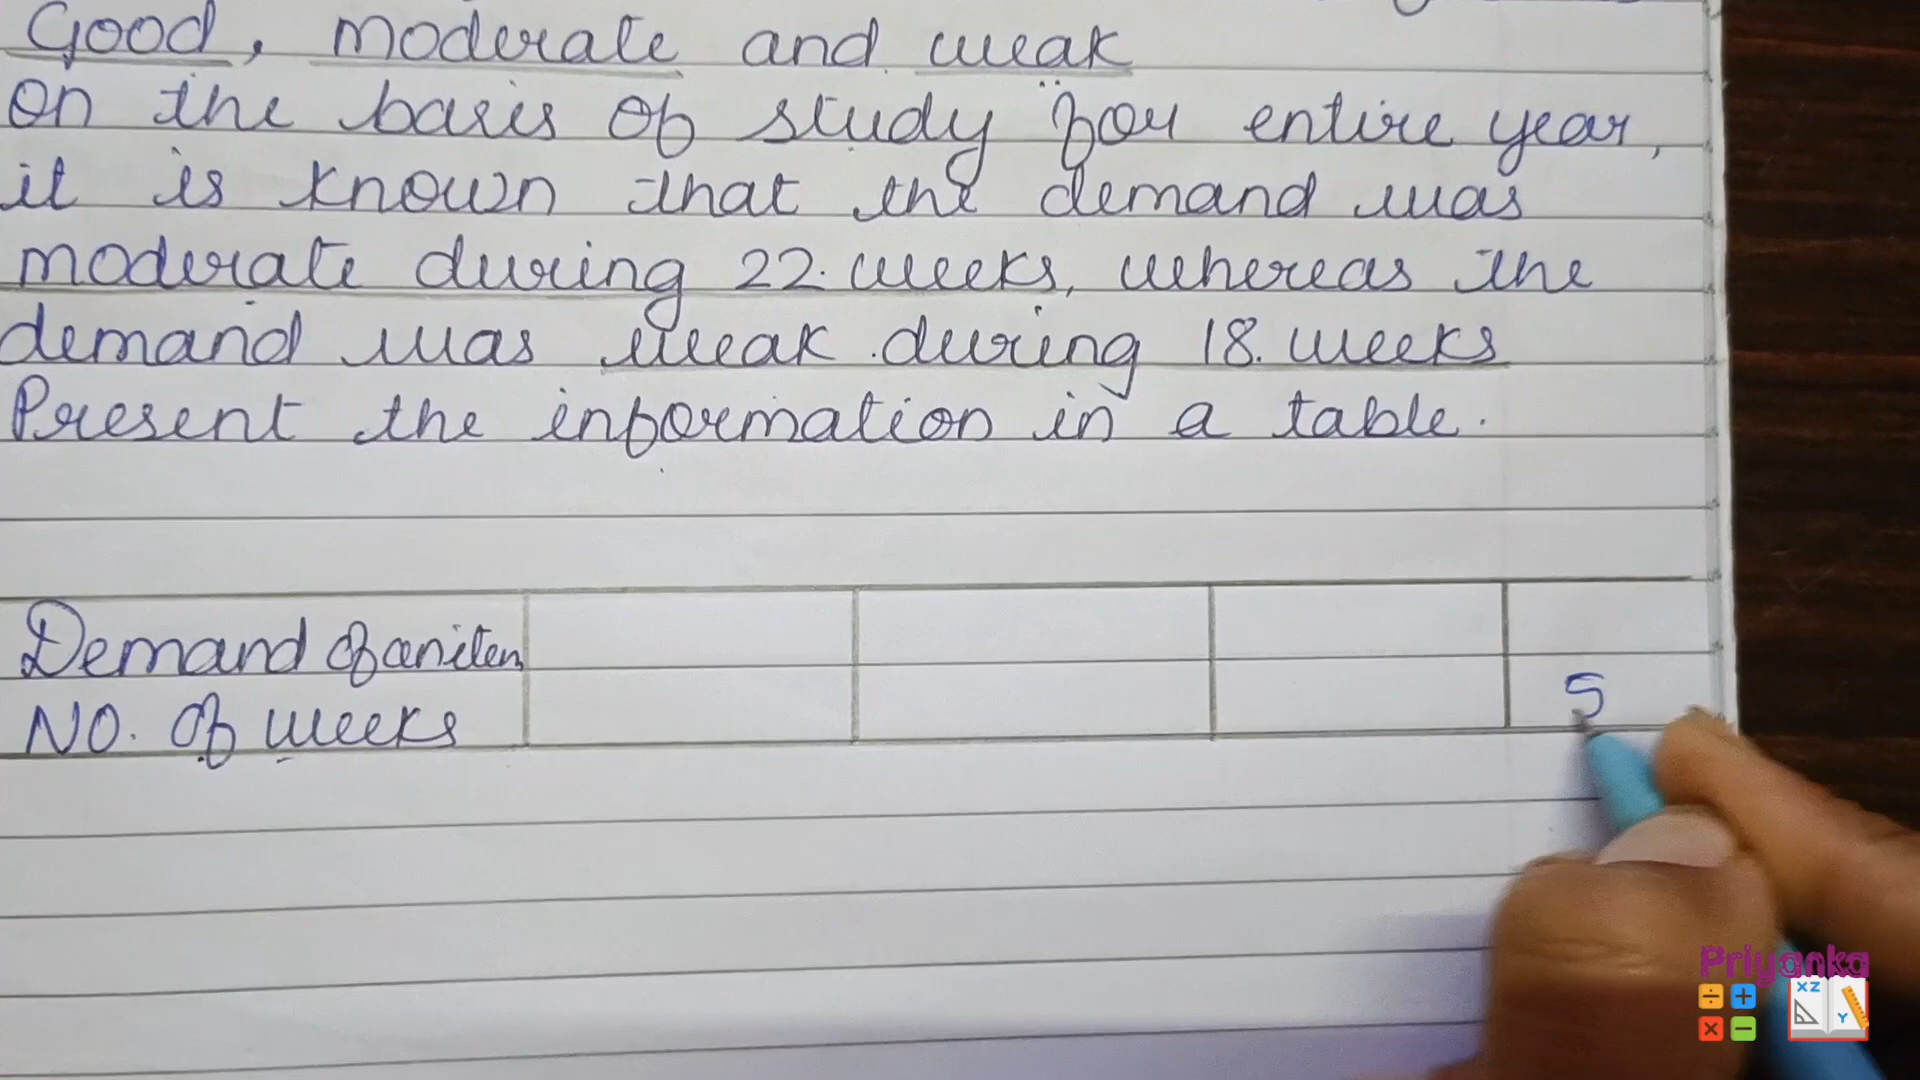 Good, moderate and weak
on the basis of study for entire year,
it is known that the demand was
moderate during 22 weeks, whereas the
demand was weak during 18 weeks
Present the information in a table.
Demand of an item
NO. of weeks
5
Priyanka
XZ
Y